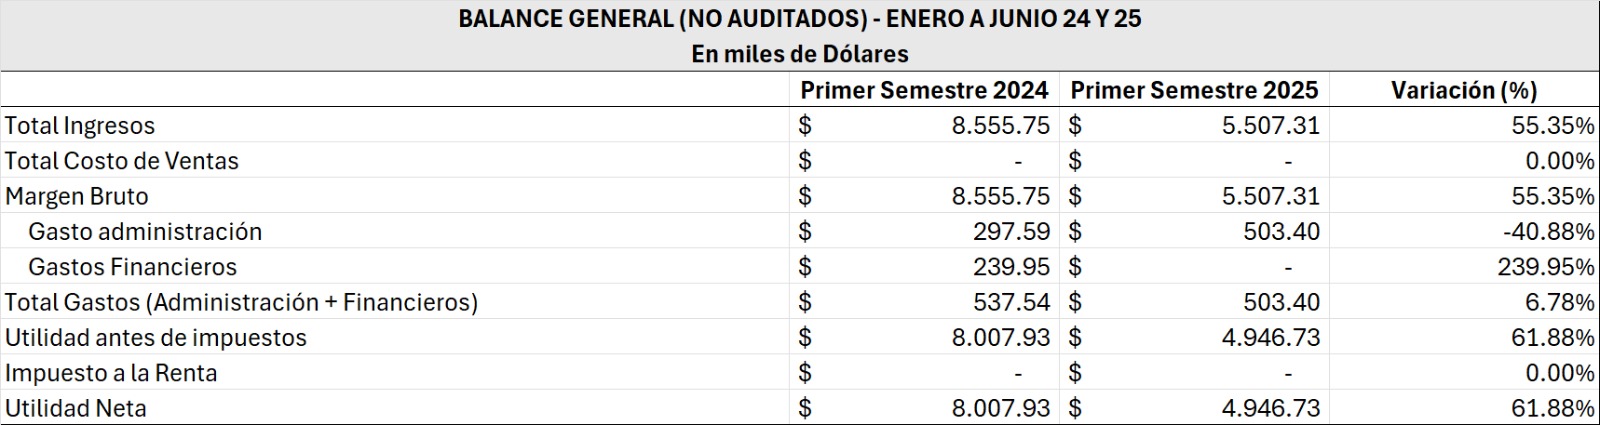 BALANCE GENERAL (NO AUDITADOS) - ENERO A JUNIO 24 Y 25
En miles de Dólares
Primer Semestre 2024 Primer Semestre 2025 Variación (%)
Total Ingresos $ 8.555.75 $ 5.507.31 55.35%
Total Costo de Ventas $ - $ - 0.00%
Margen Bruto $ 8.555.75 $ 5.507.31 55.35%
Gasto administración $ 297.59 $ 503.40 -40.88%
Gastos Financieros $ 239.95 $ - 239.95%
Total Gastos (Administración + Financieros) $ 537.54 $ 503.40 6.78%
Utilidad antes de impuestos $ 8.007.93 $ 4.946.73 61.88%
Impuesto a la Renta $ - $ - 0.00%
Utilidad Neta $ 8.007.93 $ 4.946.73 61.88%